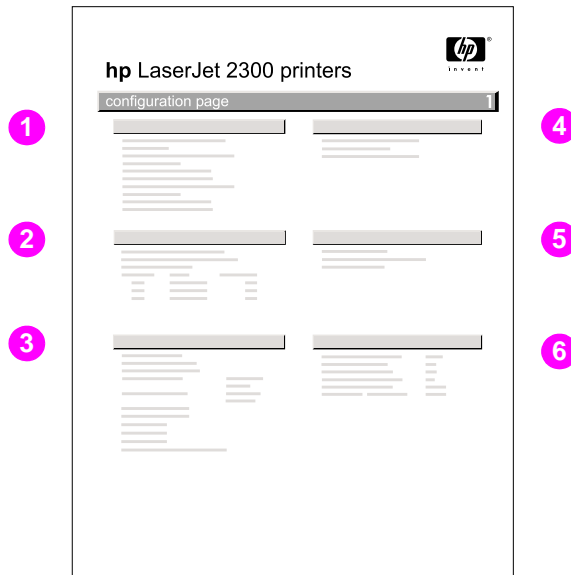 hp
®
invent
hp LaserJet 2300 printers
configuration page 1
1
4
2
5
3
6